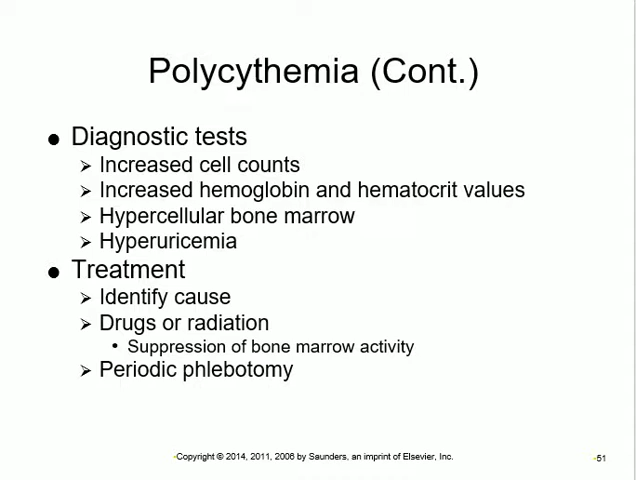 Polycythemia (Cont.)
● Diagnostic tests
➢ Increased cell counts
➢ Increased hemoglobin and hematocrit values
➢ Hypercellular bone marrow
➢ Hyperuricemia
● Treatment
➢ Identify cause
➢ Drugs or radiation
• Suppression of bone marrow activity
➢ Periodic phlebotomy
•Copyright © 2014, 2011, 2006 by Saunders, an imprint of Elsevier, Inc.
•51